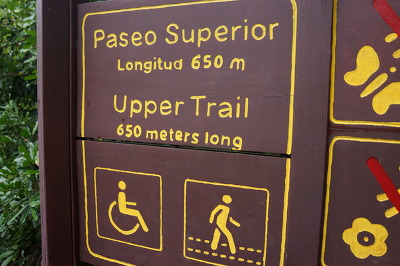 Paseo Superior
Longitud 650 m
Upper Trail
650 meters long